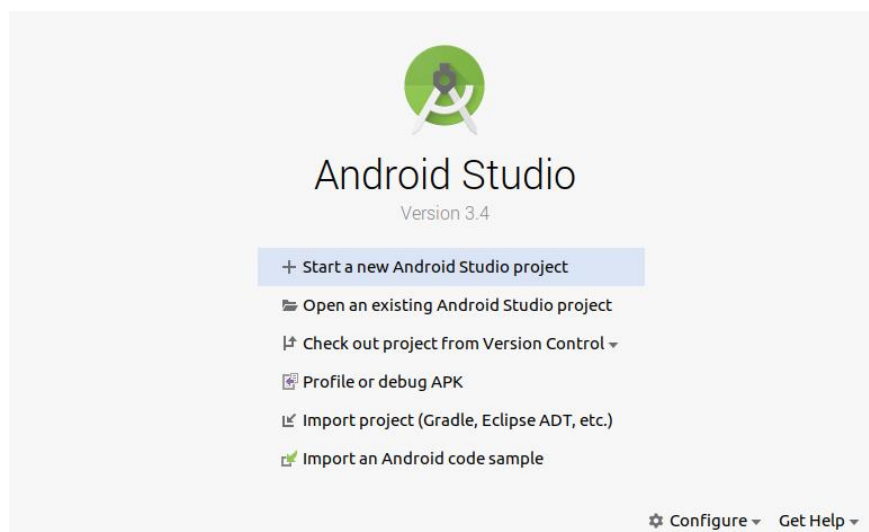 Android Studio
Version 3.4
Start a new Android Studio project
Open an existing Android Studio project
Check out project from Version Control
Profile or debug APK
Import project (Gradle, Eclipse ADT, etc.)
Import an Android code sample
Configure Get Help